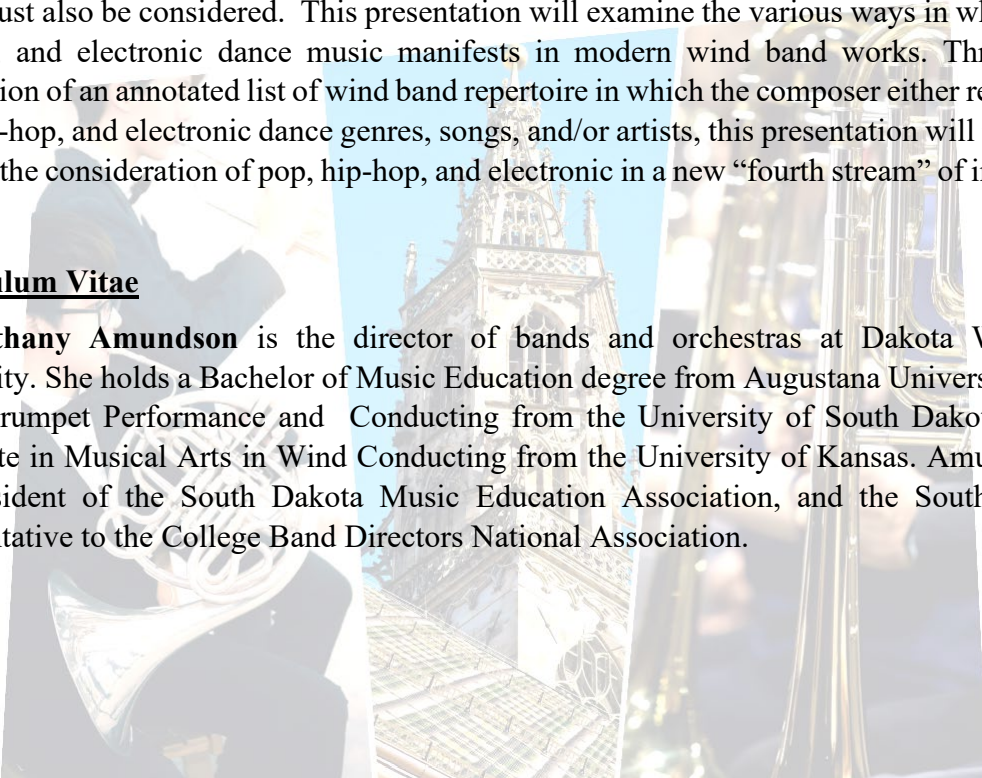 ust also be considered. This presentation will examine the various ways in wh
and electronic dance music manifests in modern wind band works. Thr
ion of an annotated list of wind band repertoire in which the composer either re
-hop, and electronic dance genres, songs, and/or artists, this presentation will
the consideration of pop, hip-hop, and electronic in a new “fourth stream” of i
ulum Vitae
thany Amundson is the director of bands and orchestras at Dakota W
ity. She holds a Bachelor of Music Education degree from Augustana Univers
rumpet Performance and Conducting from the University of South Dako
te in Musical Arts in Wind Conducting from the University of Kansas. Amu
sident of the South Dakota Music Education Association, and the South
ntative to the College Band Directors National Association.